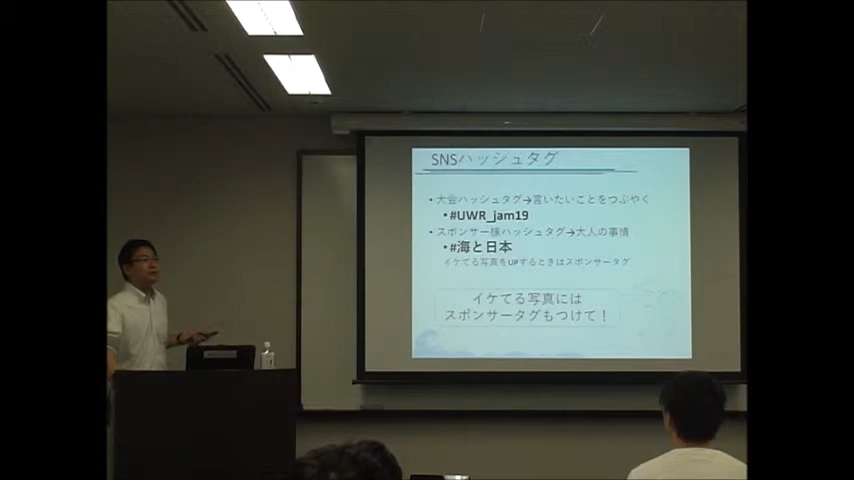 SNSハッシュタグ
• 大会ハッシュタグ→言いたいことをつぶやく
• #UWR_jam19
• スポンサー様ハッシュタグ→大人の事情
• #海と日本
イケてる写真をUPするときはスポンサータグ
イケてる写真には
スポンサータグもつけて！